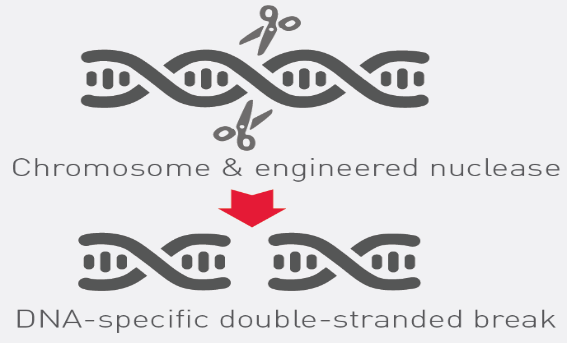 Chromosome & engineered nuclease
DNA-specific double-stranded break